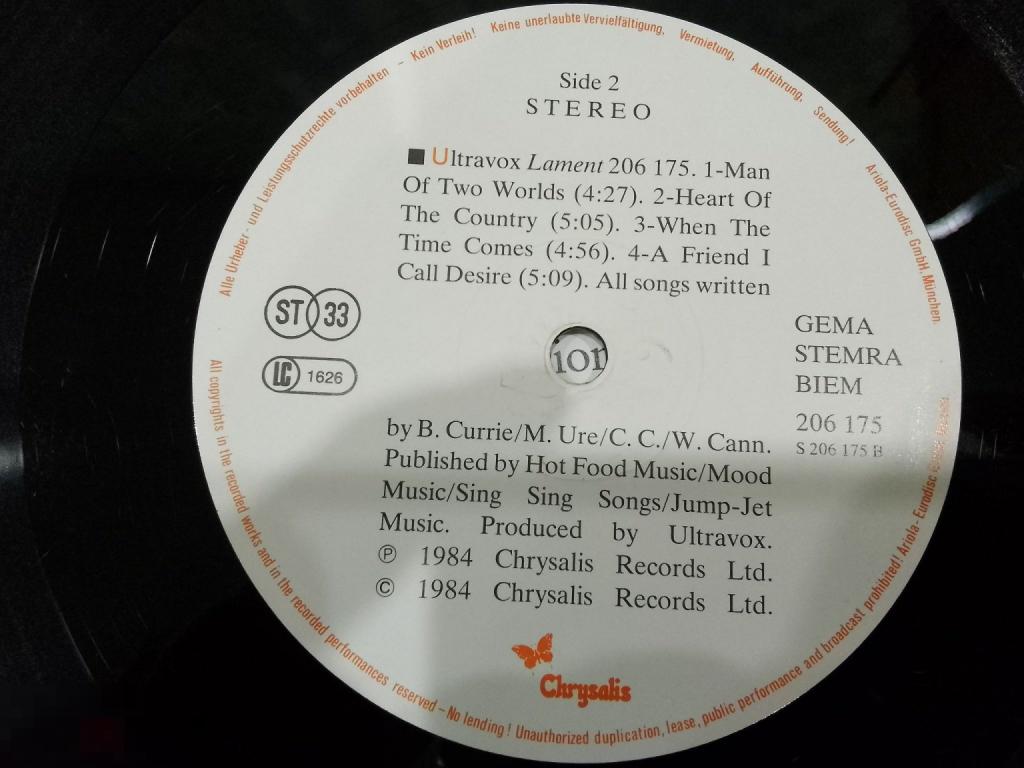 Alle Urheber- und Leistungsschutzrechte vorbehalten – Kein Verleih! Keine unerlaubte Vervielfältigung, Vermietung, Aufführung, Sendung!
Ariola-Eurodisc GmbH, München.
Side 2
STEREO
■ Ultravox Lament 206 175. 1-Man
Of Two Worlds (4:27). 2-Heart Of
The Country (5:05). 3-When The
Time Comes (4:56). 4-A Friend I
Call Desire (5:09). All songs written
ST 33
LC 1626
GEMA
STEMRA
BIEM
206 175
S 206 175 B
by B. Currie/M. Ure/C. C./W. Cann.
Published by Hot Food Music/Mood
Music/Sing Sing Songs/Jump-Jet
Music. Produced by Ultravox.
℗ 1984 Chrysalis Records Ltd.
© 1984 Chrysalis Records Ltd.
Chrysalis
All copyrights in the recorded works and in the recorded performances reserved – No lending! Unauthorized duplication, lease, public performance and broadcast prohibited! Ariola-Eurodisc